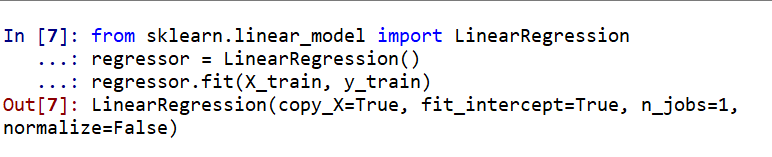 In [7]: from sklearn.linear_model import LinearRegression
...: regressor = LinearRegression()
...: regressor.fit(X_train, y_train)
Out[7]: LinearRegression(copy_X=True, fit_intercept=True, n_jobs=1,
normalize=False)